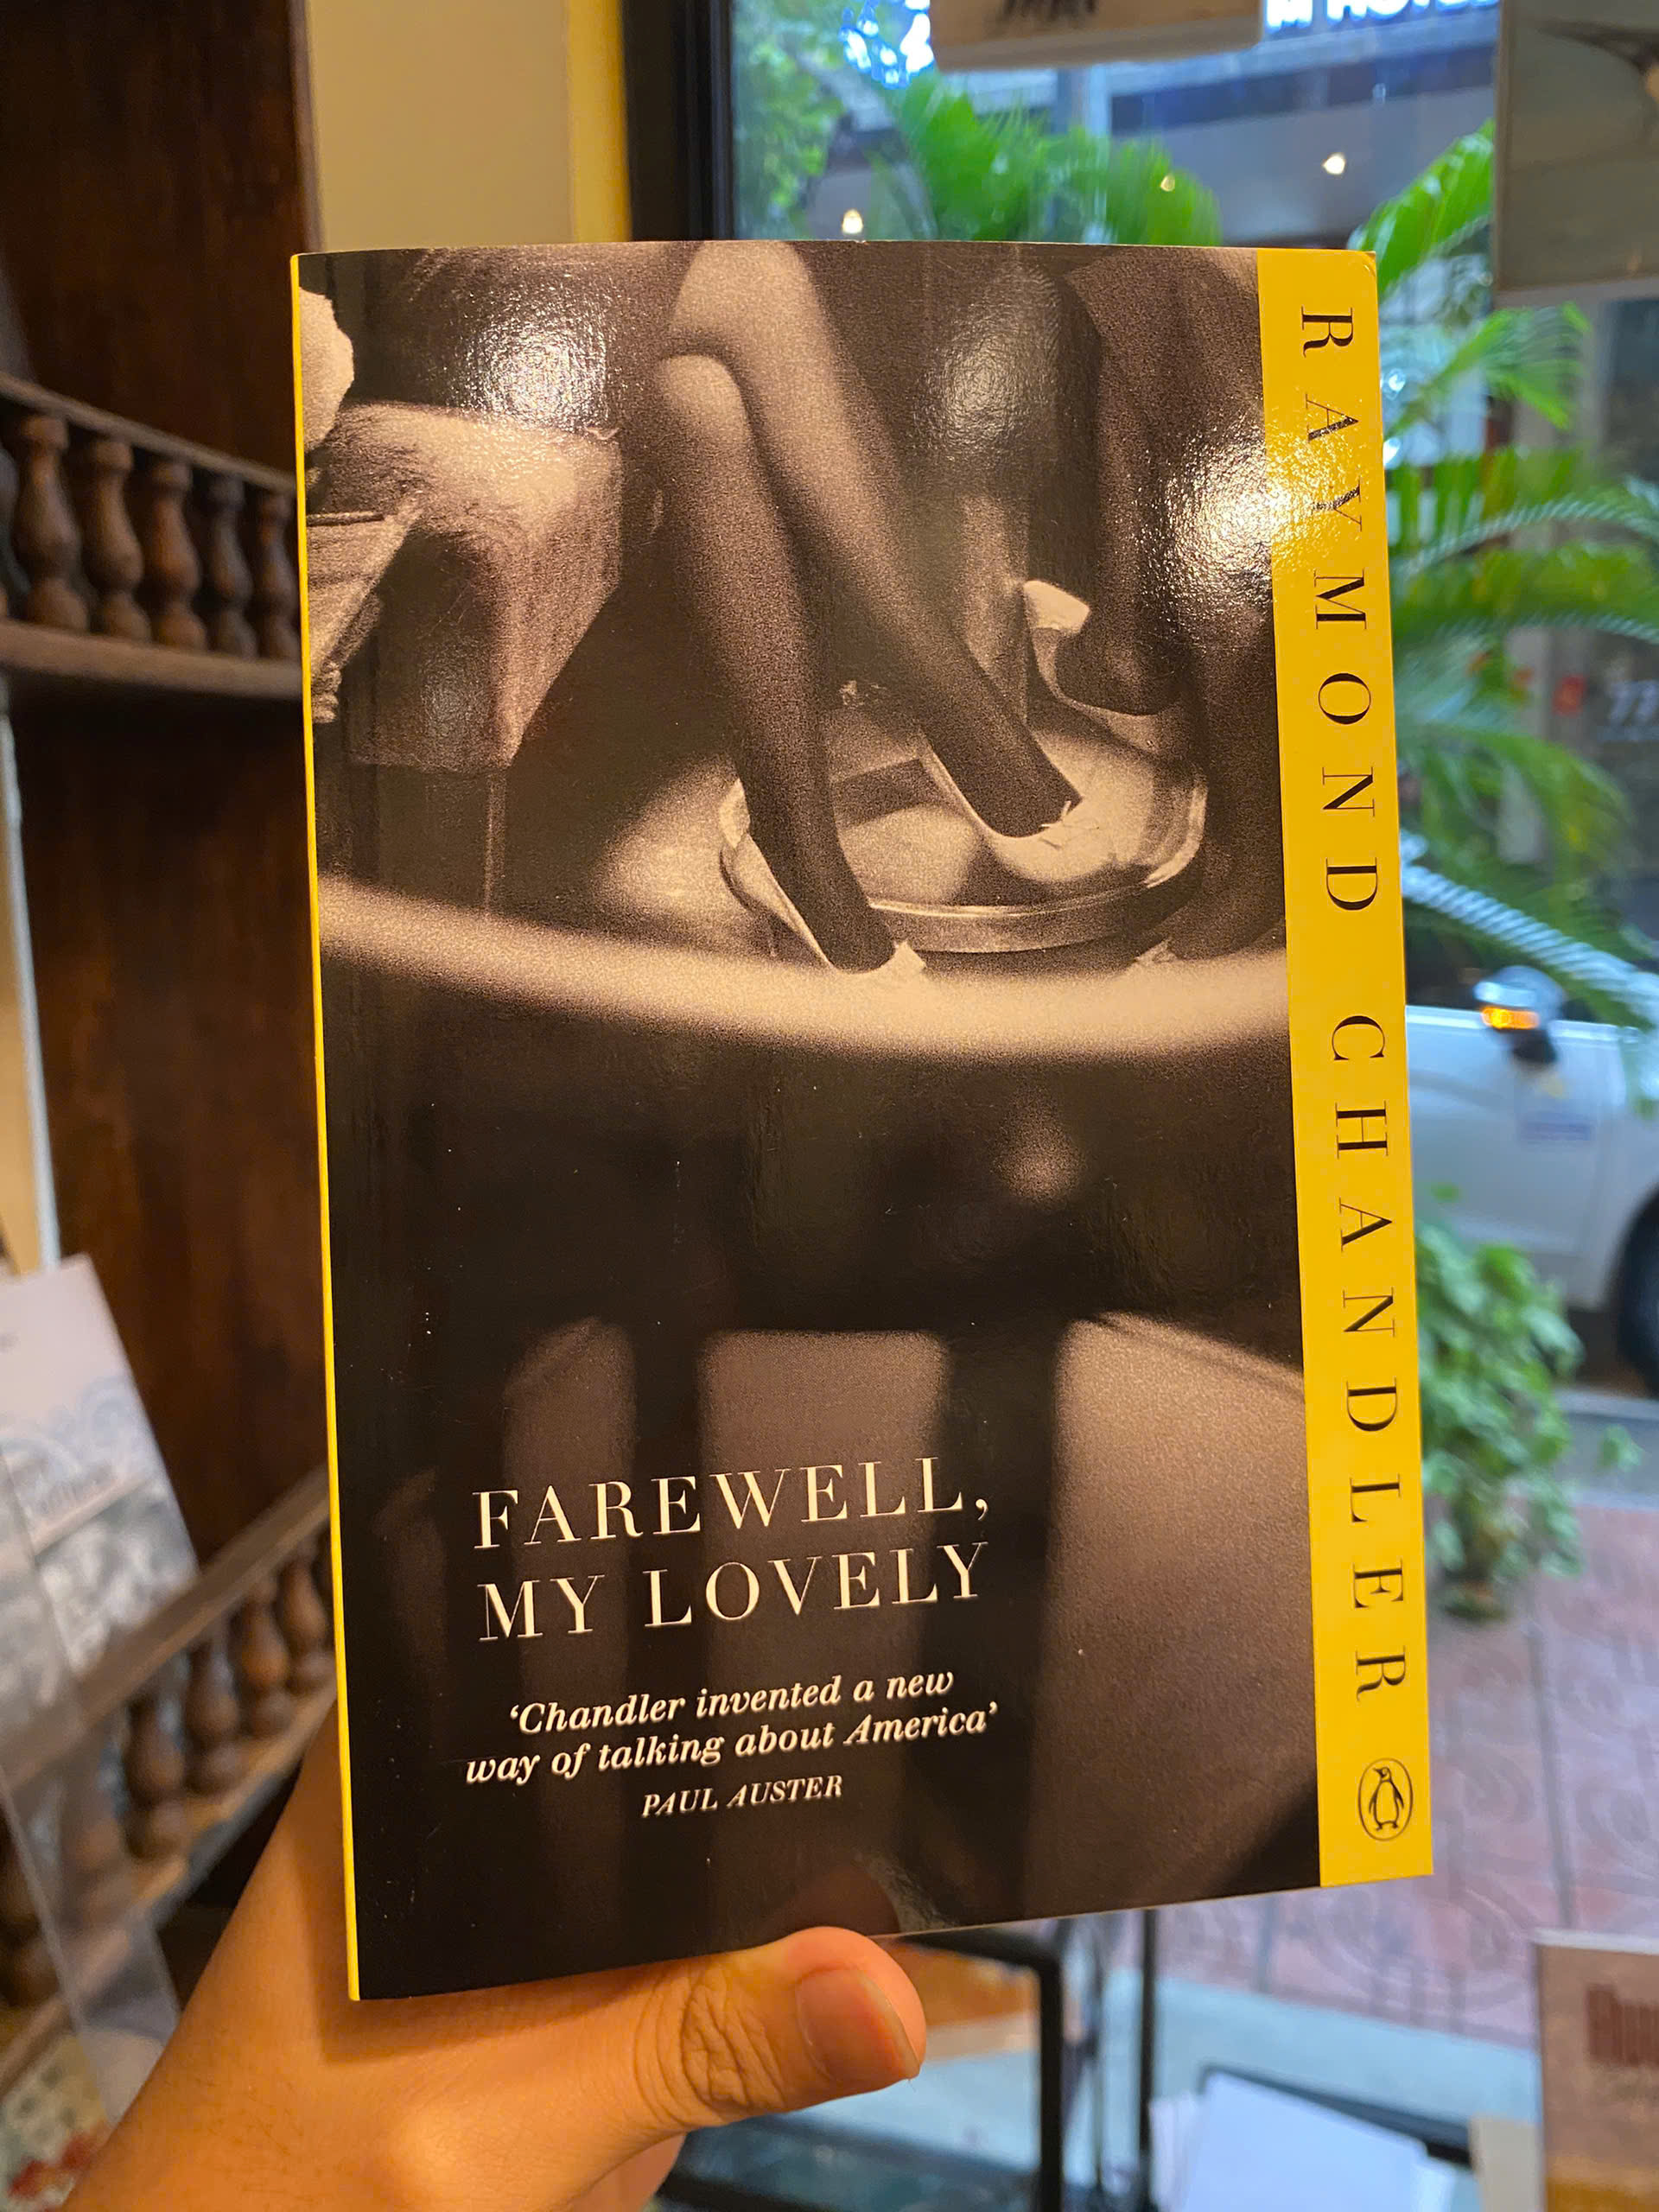 RAYMOND CHANDLER
FAREWELL,
MY LOVELY
‘Chandler invented a new
way of talking about America’
PAUL AUSTER